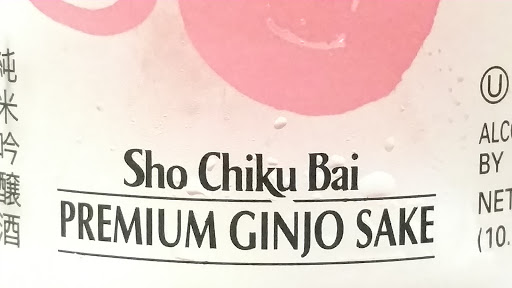 純米吟醸酒
Sho Chiku Bai
PREMIUM GINJO SAKE
U
ALCO
BY
NET
(10.